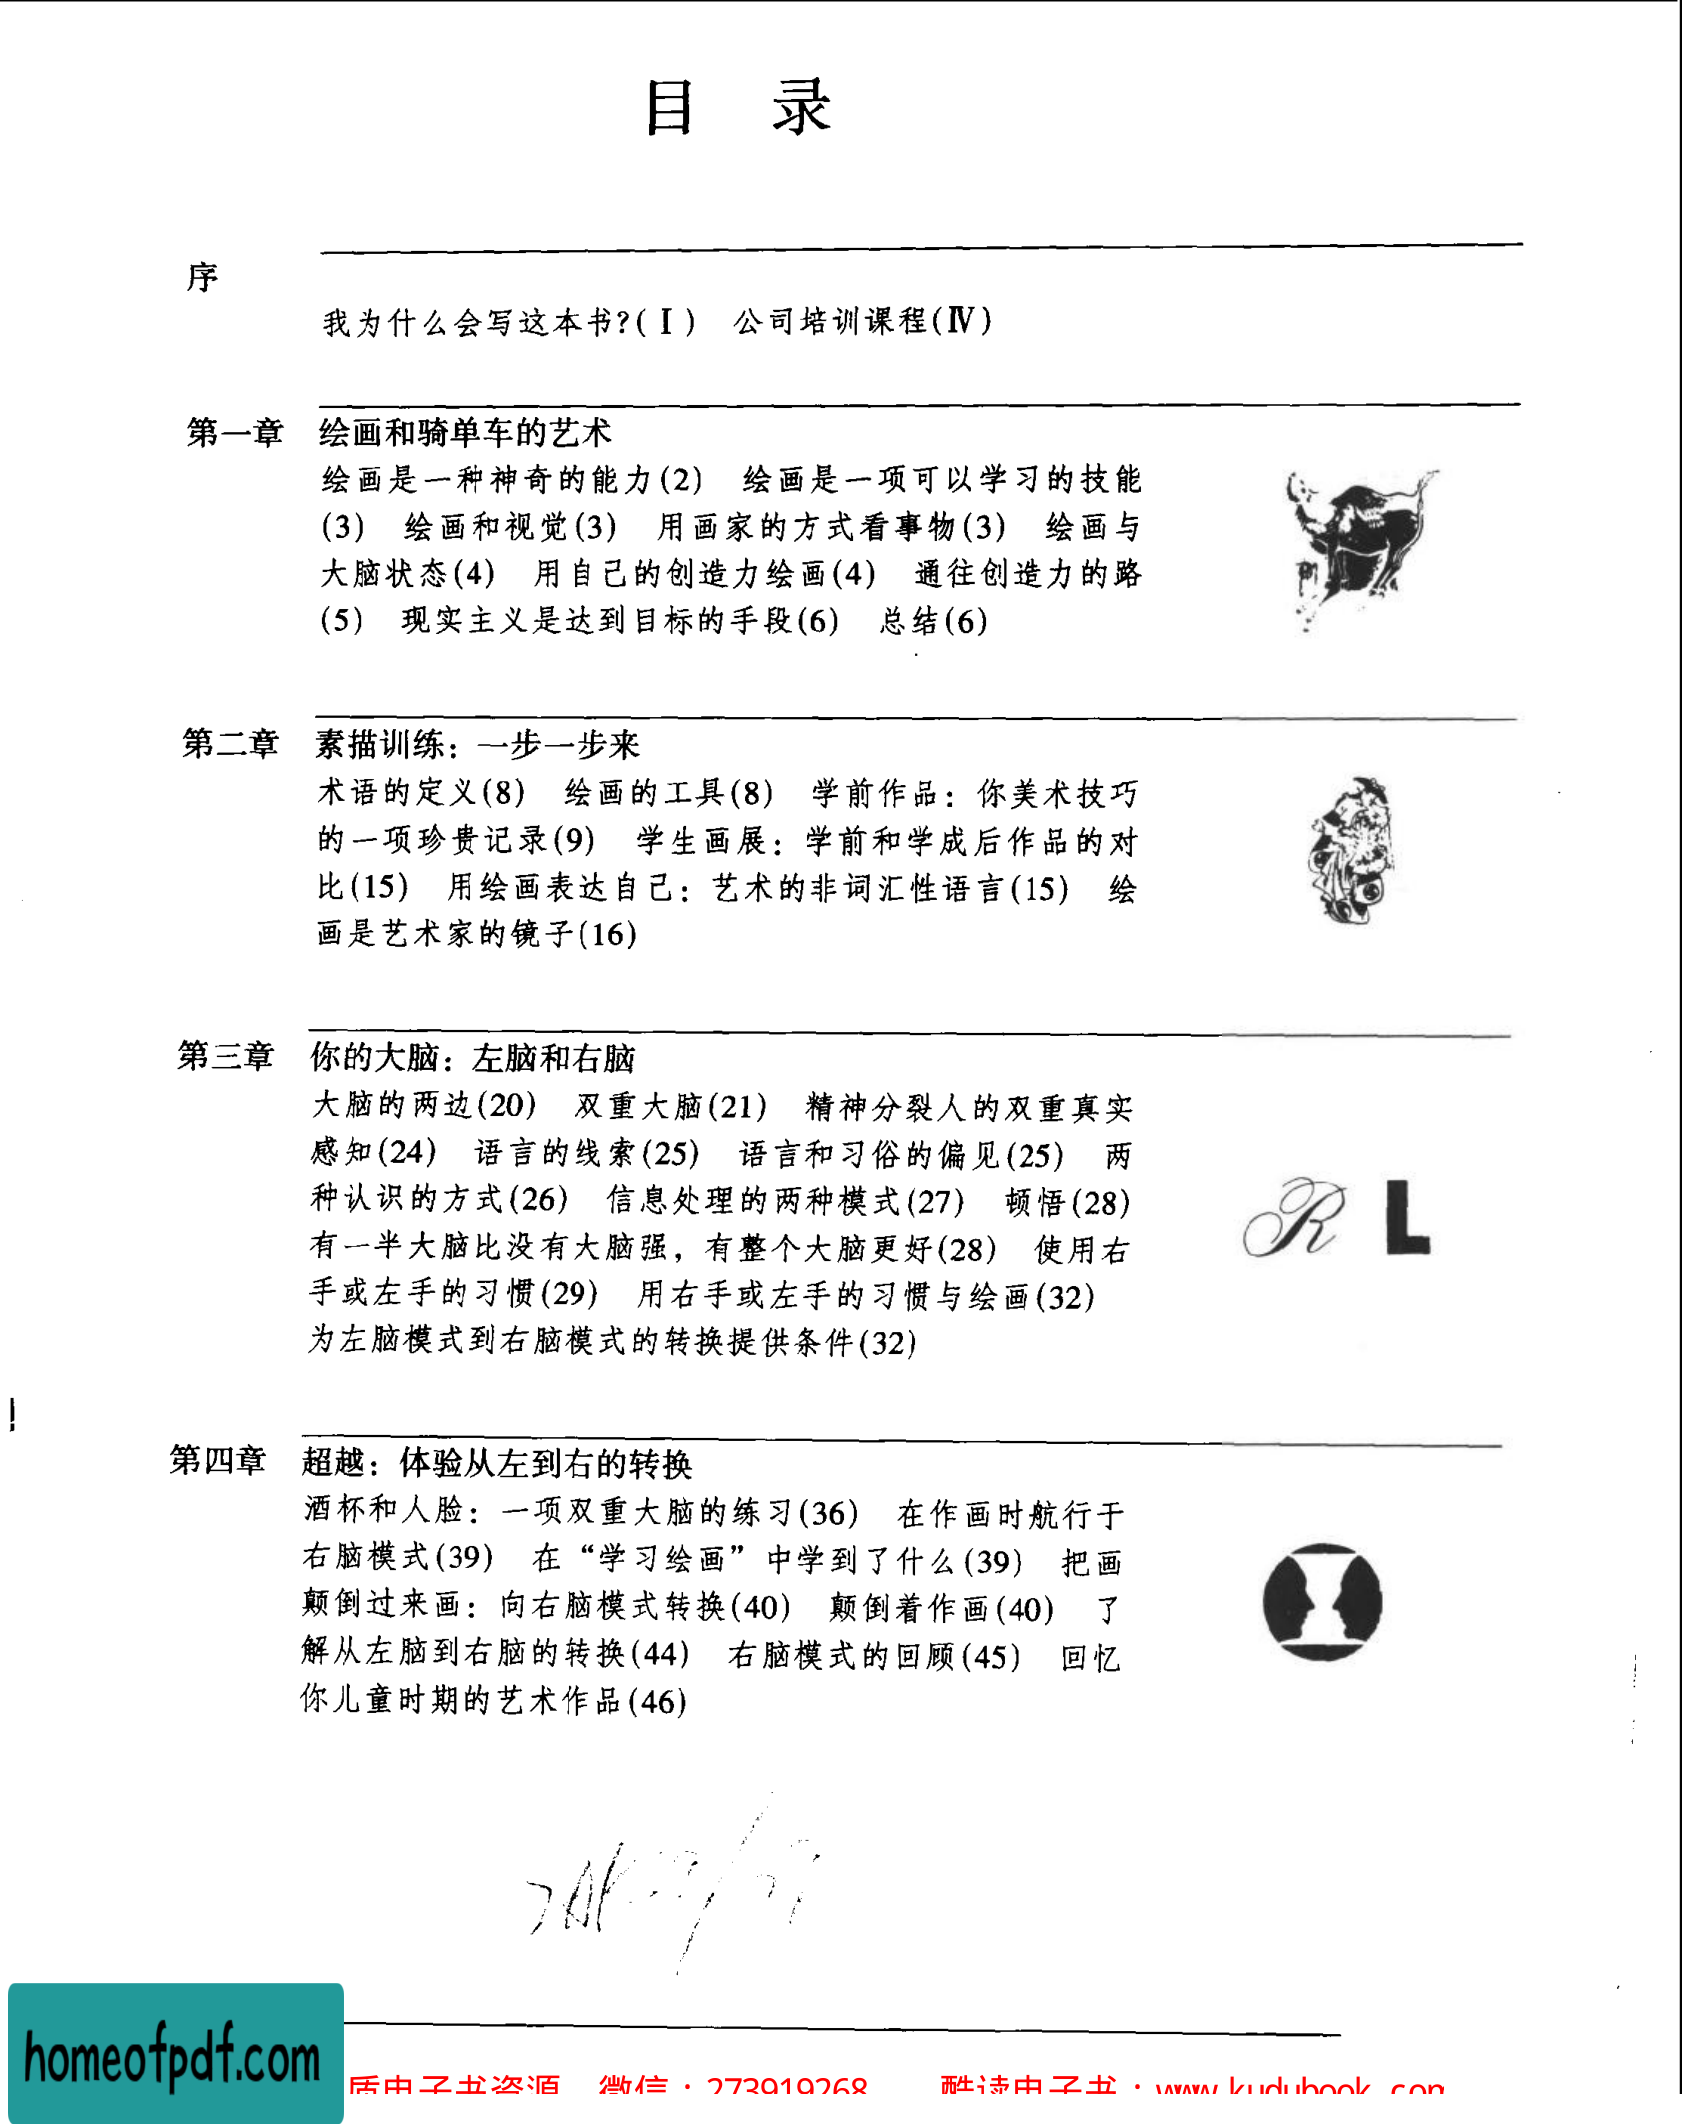 目 录
序
我为什么会写这本书?(Ⅰ) 公司培训课程(Ⅳ)
第一章 绘画和骑单车的艺术
绘画是一种神奇的能力(2) 绘画是一项可以学习的技能
(3) 绘画和视觉(3) 用画家的方式看事物(3) 绘画与
大脑状态(4) 用自己的创造力绘画(4) 通往创造力的路
(5) 现实主义是达到目标的手段(6) 总结(6)
第二章 素描训练：一步一步来
术语的定义(8) 绘画的工具(8) 学前作品：你美术技巧
的一项珍贵记录(9) 学生画展：学前和学成后作品的对
比(15) 用绘画表达自己：艺术的非词汇性语言(15) 绘
画是艺术家的镜子(16)
第三章 你的大脑：左脑和右脑
大脑的两边(20) 双重大脑(21) 精神分裂人的双重真实
感知(24) 语言的线索(25) 语言和习俗的偏见(25) 两
种认识的方式(26) 信息处理的两种模式(27) 顿悟(28)
有一半大脑比没有大脑强，有整个大脑更好(28) 使用右
手或左手的习惯(29) 用右手或左手的习惯与绘画(32)
为左脑模式到右脑模式的转换提供条件(32)
R L
第四章 超越：体验从左到右的转换
酒杯和人脸：一项双重大脑的练习(36) 在作画时航行于
右脑模式(39) 在“学习绘画”中学到了什么(39) 把画
颠倒过来画：向右脑模式转换(40) 颠倒着作画(40) 了
解从左脑到右脑的转换(44) 右脑模式的回顾(45) 回忆
你儿童时期的艺术作品(46)
homeofpdf.com
质电子书资源 微信：273919268 酷读电子书：www.kudubook.com